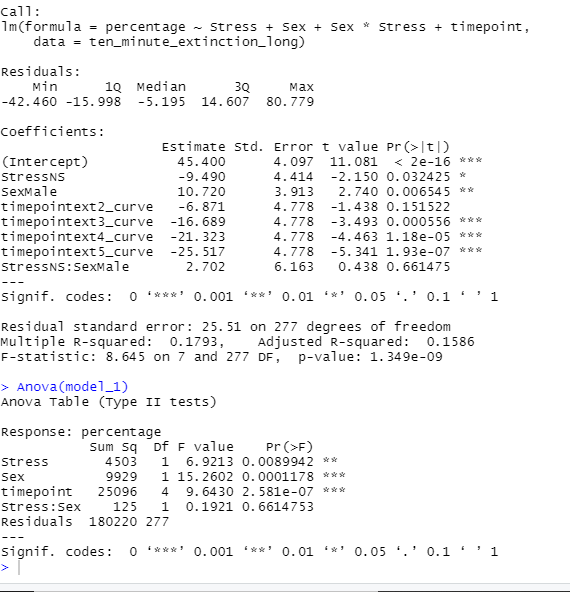 Call:
lm(formula = percentage ~ Stress + Sex + Sex * Stress + timepoint,
    data = ten_minute_extinction_long)
Residuals:
    Min      1Q  Median      3Q     Max
-42.460 -15.998  -5.195  14.607  80.779
Coefficients:
                    Estimate Std. Error t value Pr(>|t|)
(Intercept)           45.400      4.097  11.081  < 2e-16 ***
StressNS              -9.490      4.414  -2.150 0.032425 *
SexMale               10.720      3.913   2.740 0.006545 **
timepointext2_curve   -6.871      4.778  -1.438 0.151522
timepointext3_curve  -16.689      4.778  -3.493 0.000556 ***
timepointext4_curve  -21.323      4.778  -4.463 1.18e-05 ***
timepointext5_curve  -25.517      4.778  -5.341 1.93e-07 ***
StressNS:SexMale       2.702      6.163   0.438 0.661475
---
Signif. codes:  0 ‘***’ 0.001 ‘**’ 0.01 ‘*’ 0.05 ‘.’ 0.1 ‘ ’ 1
Residual standard error: 25.51 on 277 degrees of freedom
Multiple R-squared:  0.1793,	Adjusted R-squared:  0.1586
F-statistic: 8.645 on 7 and 277 DF,  p-value: 1.349e-09
> Anova(model_1)
Anova Table (Type II tests)
Response: percentage
           Sum Sq  Df F value    Pr(>F)
Stress       4503   1  6.9213 0.0089942 **
Sex          9929   1 15.2602 0.0001178 ***
timepoint   25096   4  9.6430 2.581e-07 ***
Stress:Sex    125   1  0.1921 0.6614753
Residuals  180220 277
---
Signif. codes:  0 ‘***’ 0.001 ‘**’ 0.01 ‘*’ 0.05 ‘.’ 0.1 ‘ ’ 1
>